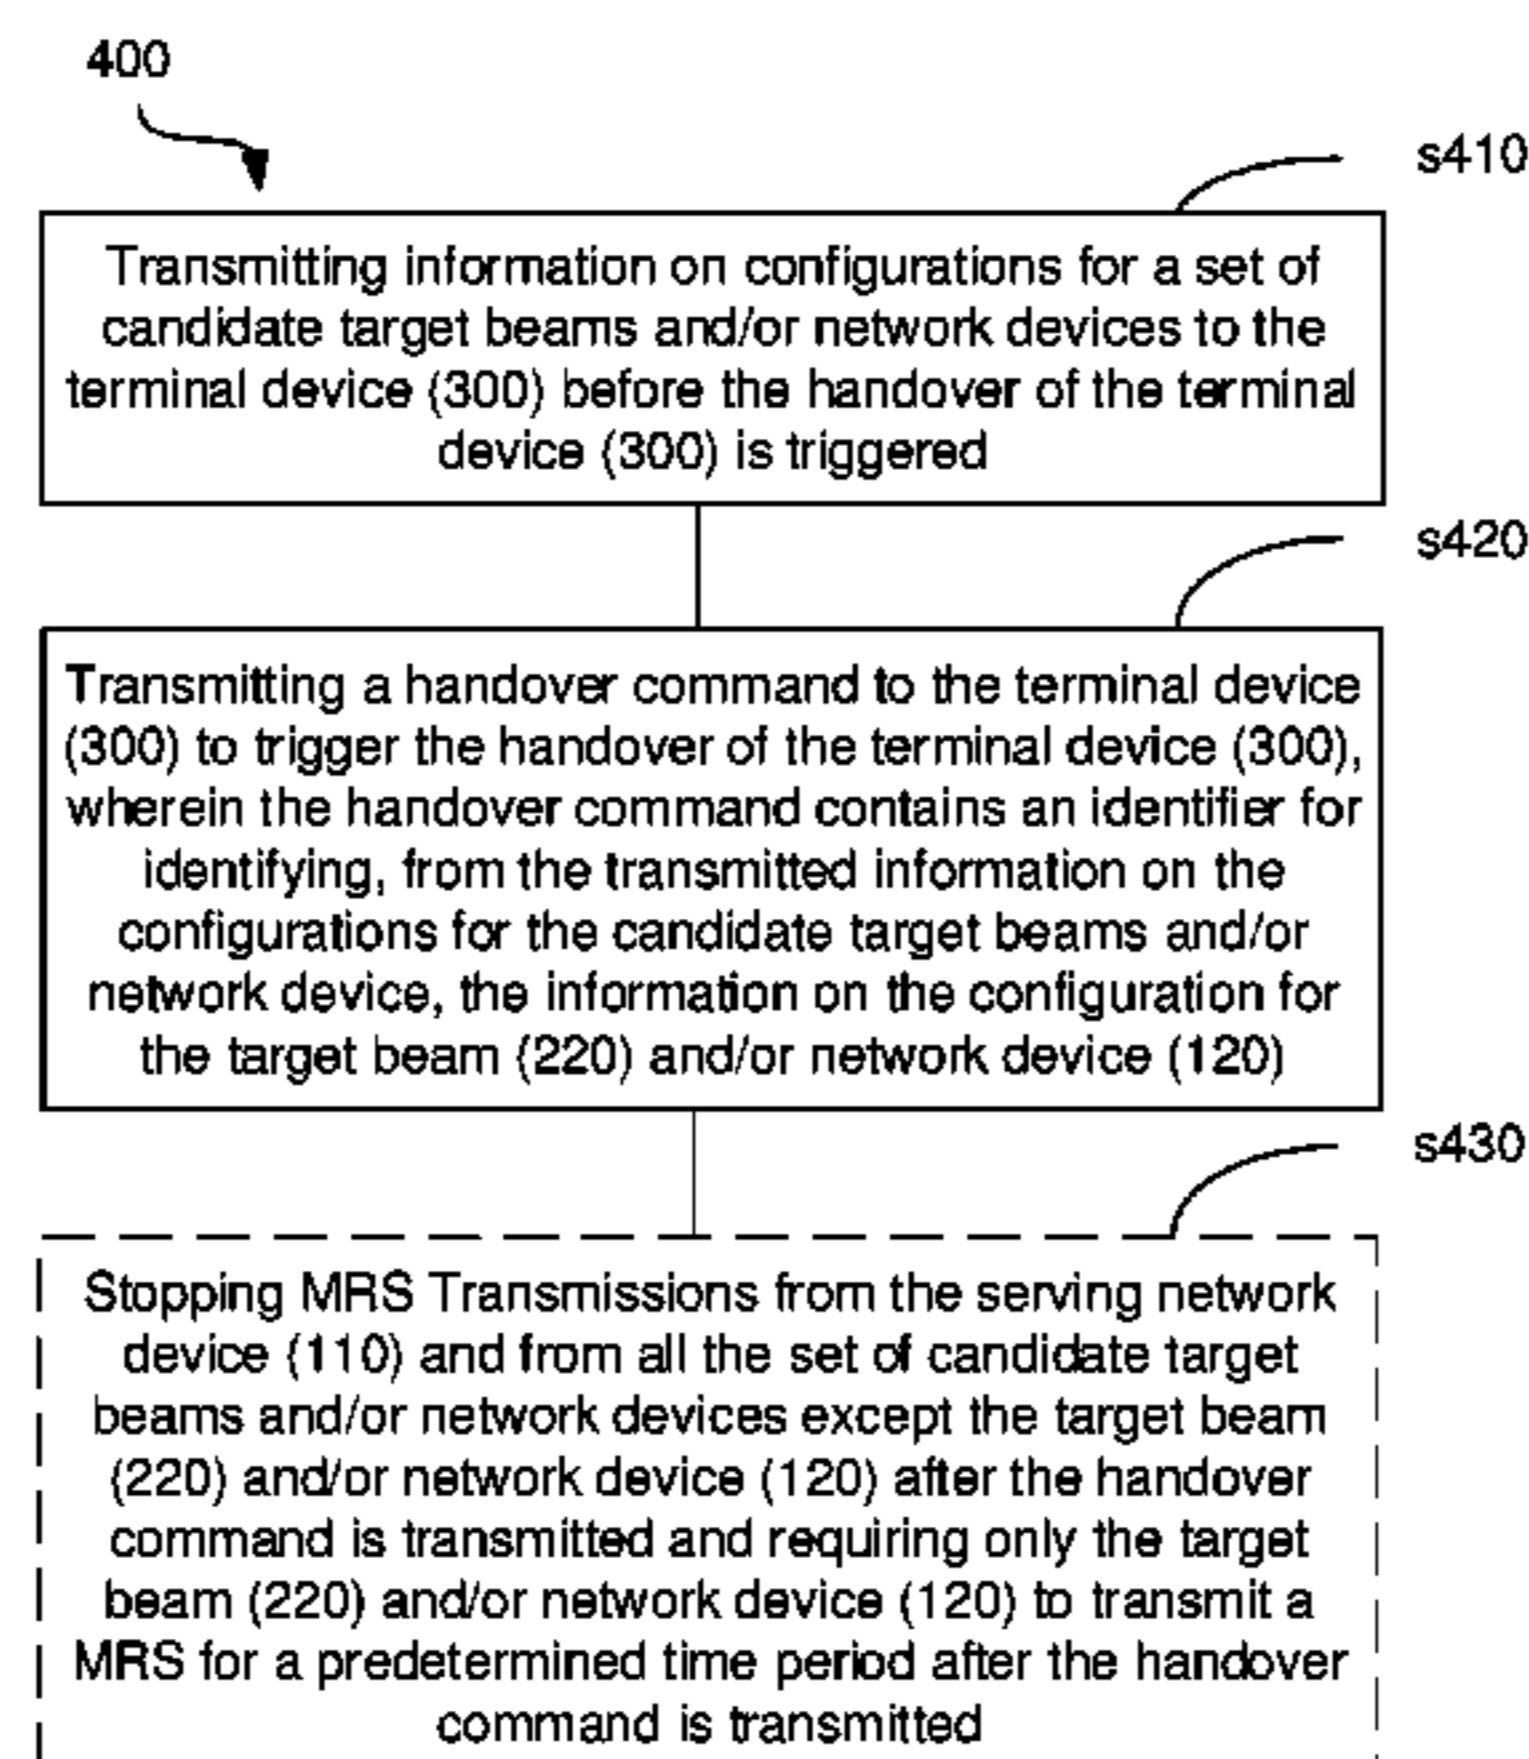 400
s410
Transmitting information on configurations for a set of
candidate target beams and/or network devices to the
terminal device (300) before the handover of the terminal
device (300) is triggered
s420
Transmitting a handover command to the terminal device
(300) to trigger the handover of the terminal device (300),
wherein the handover command contains an identifier for
identifying, from the transmitted information on the
configurations for the candidate target beams and/or
network device, the information on the configuration for
the target beam (220) and/or network device (120)
s430
Stopping MRS Transmissions from the serving network
device (110) and from all the set of candidate target
beams and/or network devices except the target beam
(220) and/or network device (120) after the handover
command is transmitted and requiring only the target
beam (220) and/or network device (120) to transmit a
MRS for a predetermined time period after the handover
command is transmitted